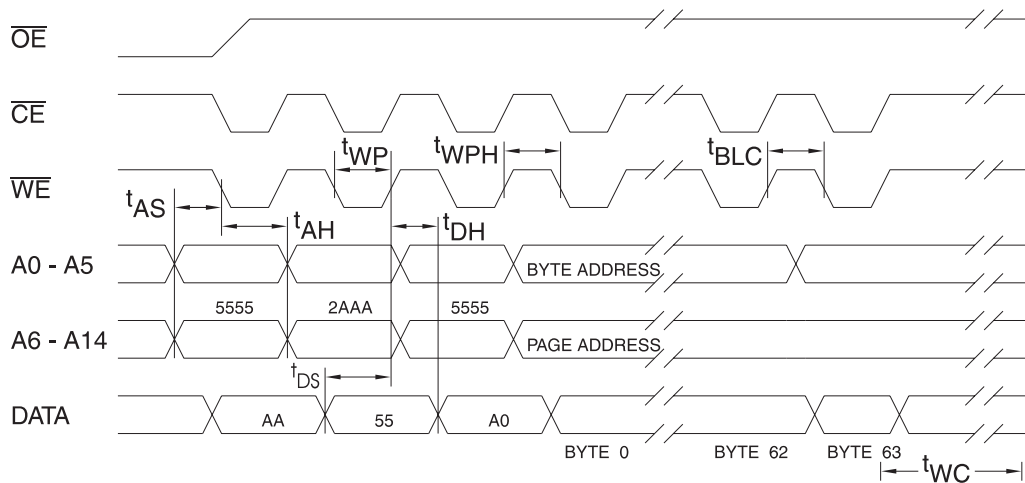 OE
CE
tWP tWPH tBLC
WE
tAS
tAH tDH
A0 - A5 BYTE ADDRESS
5555 2AAA 5555
A6 - A14 PAGE ADDRESS
tDS
DATA AA 55 A0
BYTE 0 BYTE 62 BYTE 63
tWC